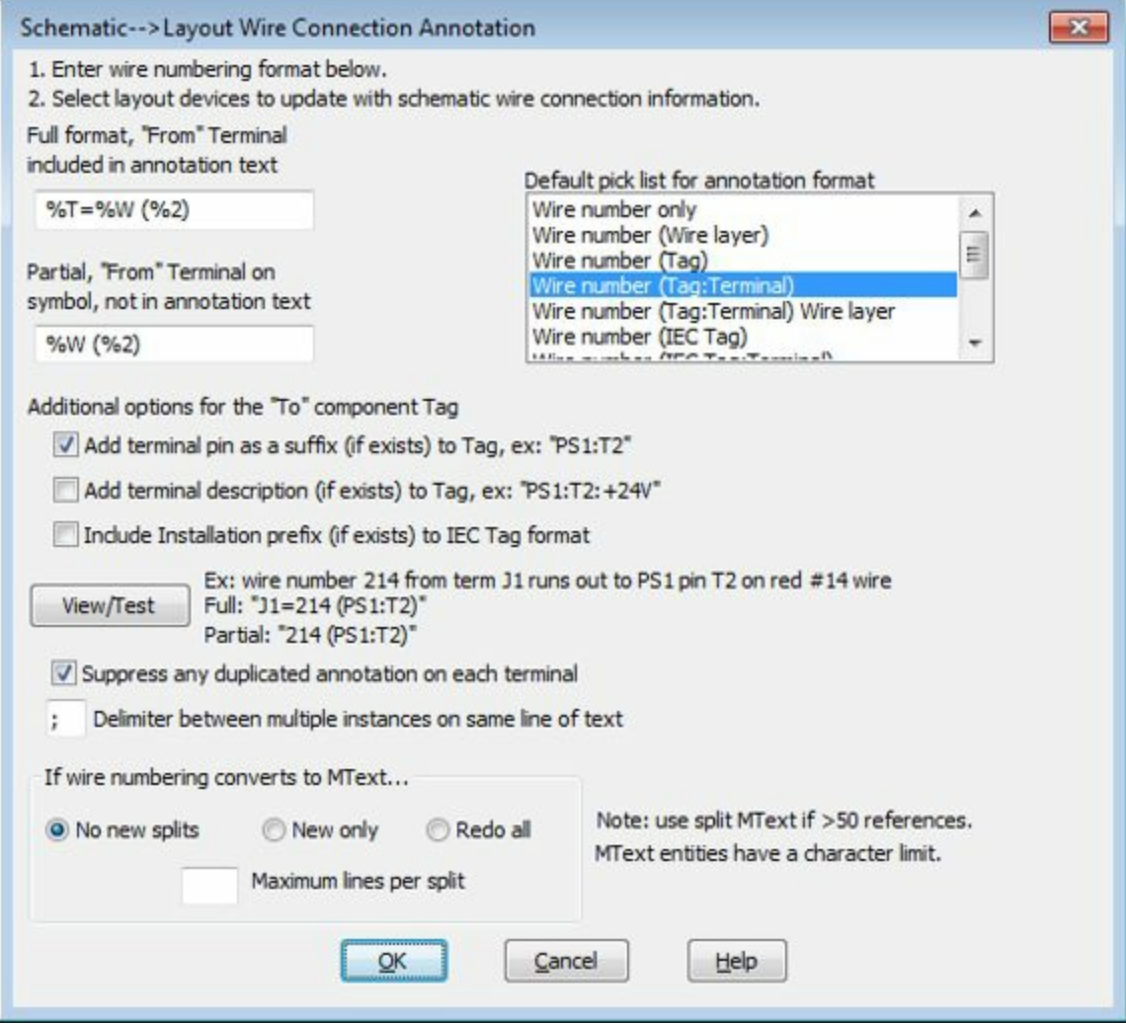 Schematic-->Layout Wire Connection Annotation
1. Enter wire numbering format below.
2. Select layout devices to update with schematic wire connection information.
Full format, "From" Terminal
included in annotation text
%T=%W (%2)
Partial, "From" Terminal on
symbol, not in annotation text
%W (%2)
Default pick list for annotation format
Wire number only
Wire number (Wire layer)
Wire number (Tag)
Wire number (Tag:Terminal)
Wire number (Tag:Terminal) Wire layer
Wire number (IEC Tag)
Wire number (IEC Tag:Terminal)
Additional options for the "To" component Tag
Add terminal pin as a suffix (if exists) to Tag, ex: "PS1:T2"
Add terminal description (if exists) to Tag, ex: "PS1:T2:+24V"
Include Installation prefix (if exists) to IEC Tag format
View/Test
Ex: wire number 214 from term J1 runs out to PS1 pin T2 on red #14 wire
Full: "J1=214 (PS1:T2)"
Partial: "214 (PS1:T2)"
Suppress any duplicated annotation on each terminal
; Delimiter between multiple instances on same line of text
If wire numbering converts to MText...
No new splits New only Redo all
Maximum lines per split
Note: use split MText if >50 references.
MText entities have a character limit.
OK Cancel Help